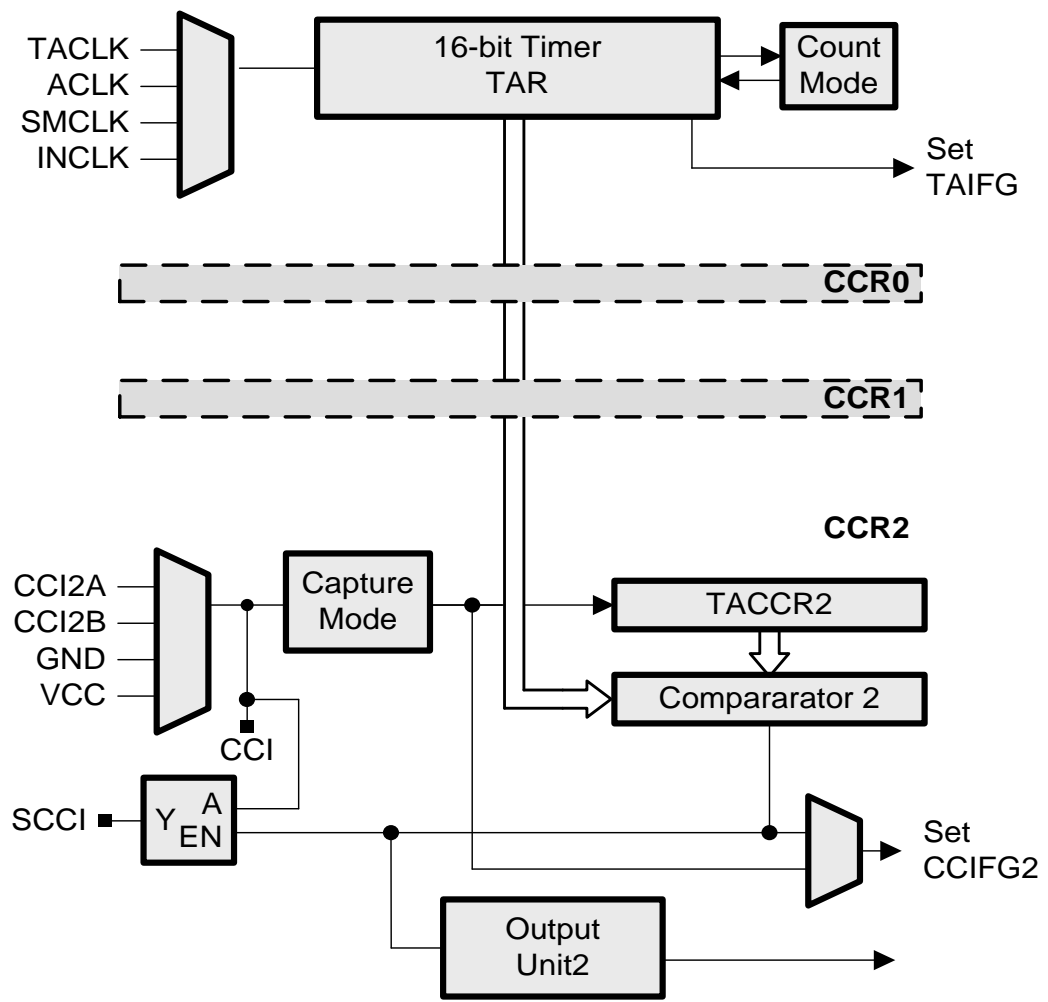 TACLK
ACLK
SMCLK
INCLK
16-bit Timer
TAR
Count
Mode
Set
TAIFG
CCR0
CCR1
CCR2
CCI2A
CCI2B
GND
VCC
Capture
Mode
TACCR2
Compararator 2
CCI
SCCI
Y
A
EN
Set
CCIFG2
Output
Unit2